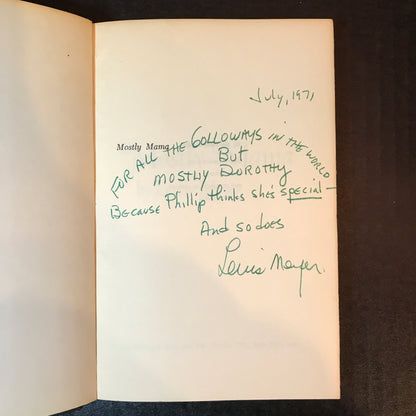 July, 1971
Mostly Mama
FOR ALL THE GOLLOWAYS IN THE WORLD
BUT
MOSTLY DOROTHY
BECAUSE Phillip thinks she's special—
And so does
Lewis Meyer.